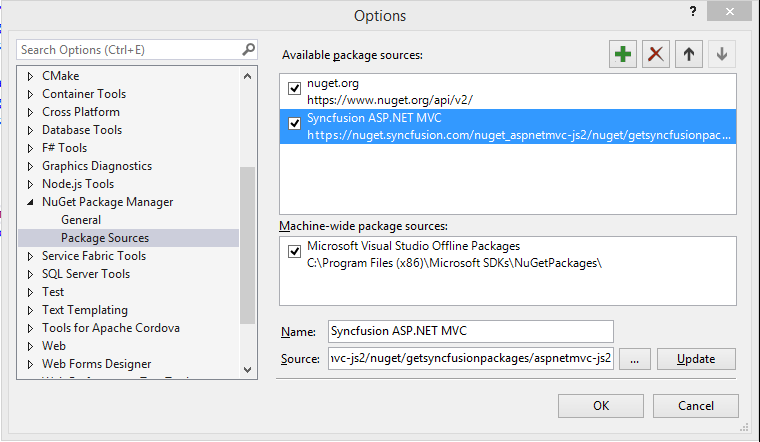 Options
?
Search Options (Ctrl+E)
CMake
Container Tools
Cross Platform
Database Tools
F# Tools
Graphics Diagnostics
Node.js Tools
NuGet Package Manager
General
Package Sources
Service Fabric Tools
SQL Server Tools
Test
Text Templating
Tools for Apache Cordova
Web
Web Forms Designer
Available package sources:
nuget.org
https://www.nuget.org/api/v2/
Syncfusion ASP.NET MVC
https://nuget.syncfusion.com/nuget_aspnetmvc-js2/nuget/getsyncfusionpac...
Machine-wide package sources:
Microsoft Visual Studio Offline Packages
C:\Program Files (x86)\Microsoft SDKs\NuGetPackages\
Name: Syncfusion ASP.NET MVC
Source: vc-js2/nuget/getsyncfusionpackages/aspnetmvc-js2 ... Update
OK Cancel